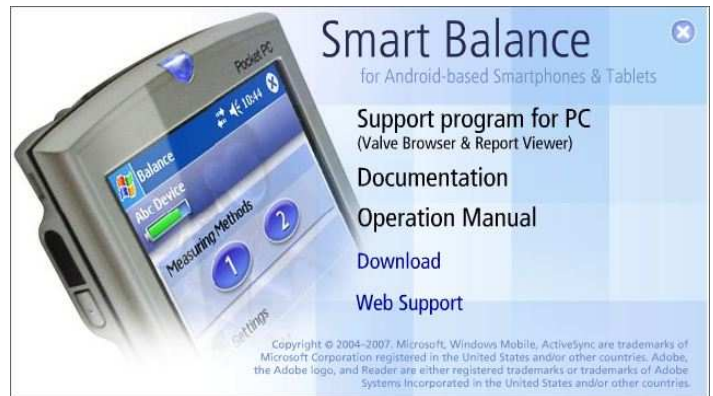 Smart Balance
for Android-based Smartphones & Tablets
Pocket PC
10:44
Balance
Abc Device
Measuring Methods
1
2
Settings
Support program for PC
(Valve Browser & Report Viewer)
Documentation
Operation Manual
Download
Web Support
Copyright © 2004-2007. Microsoft, Windows Mobile, ActiveSync are trademarks of
Microsoft Corporation registered in the United States and/or other countries. Adobe,
the Adobe logo, and Reader are either registered trademarks or trademarks of Adobe
Systems Incorporated in the United States and/or other countries.